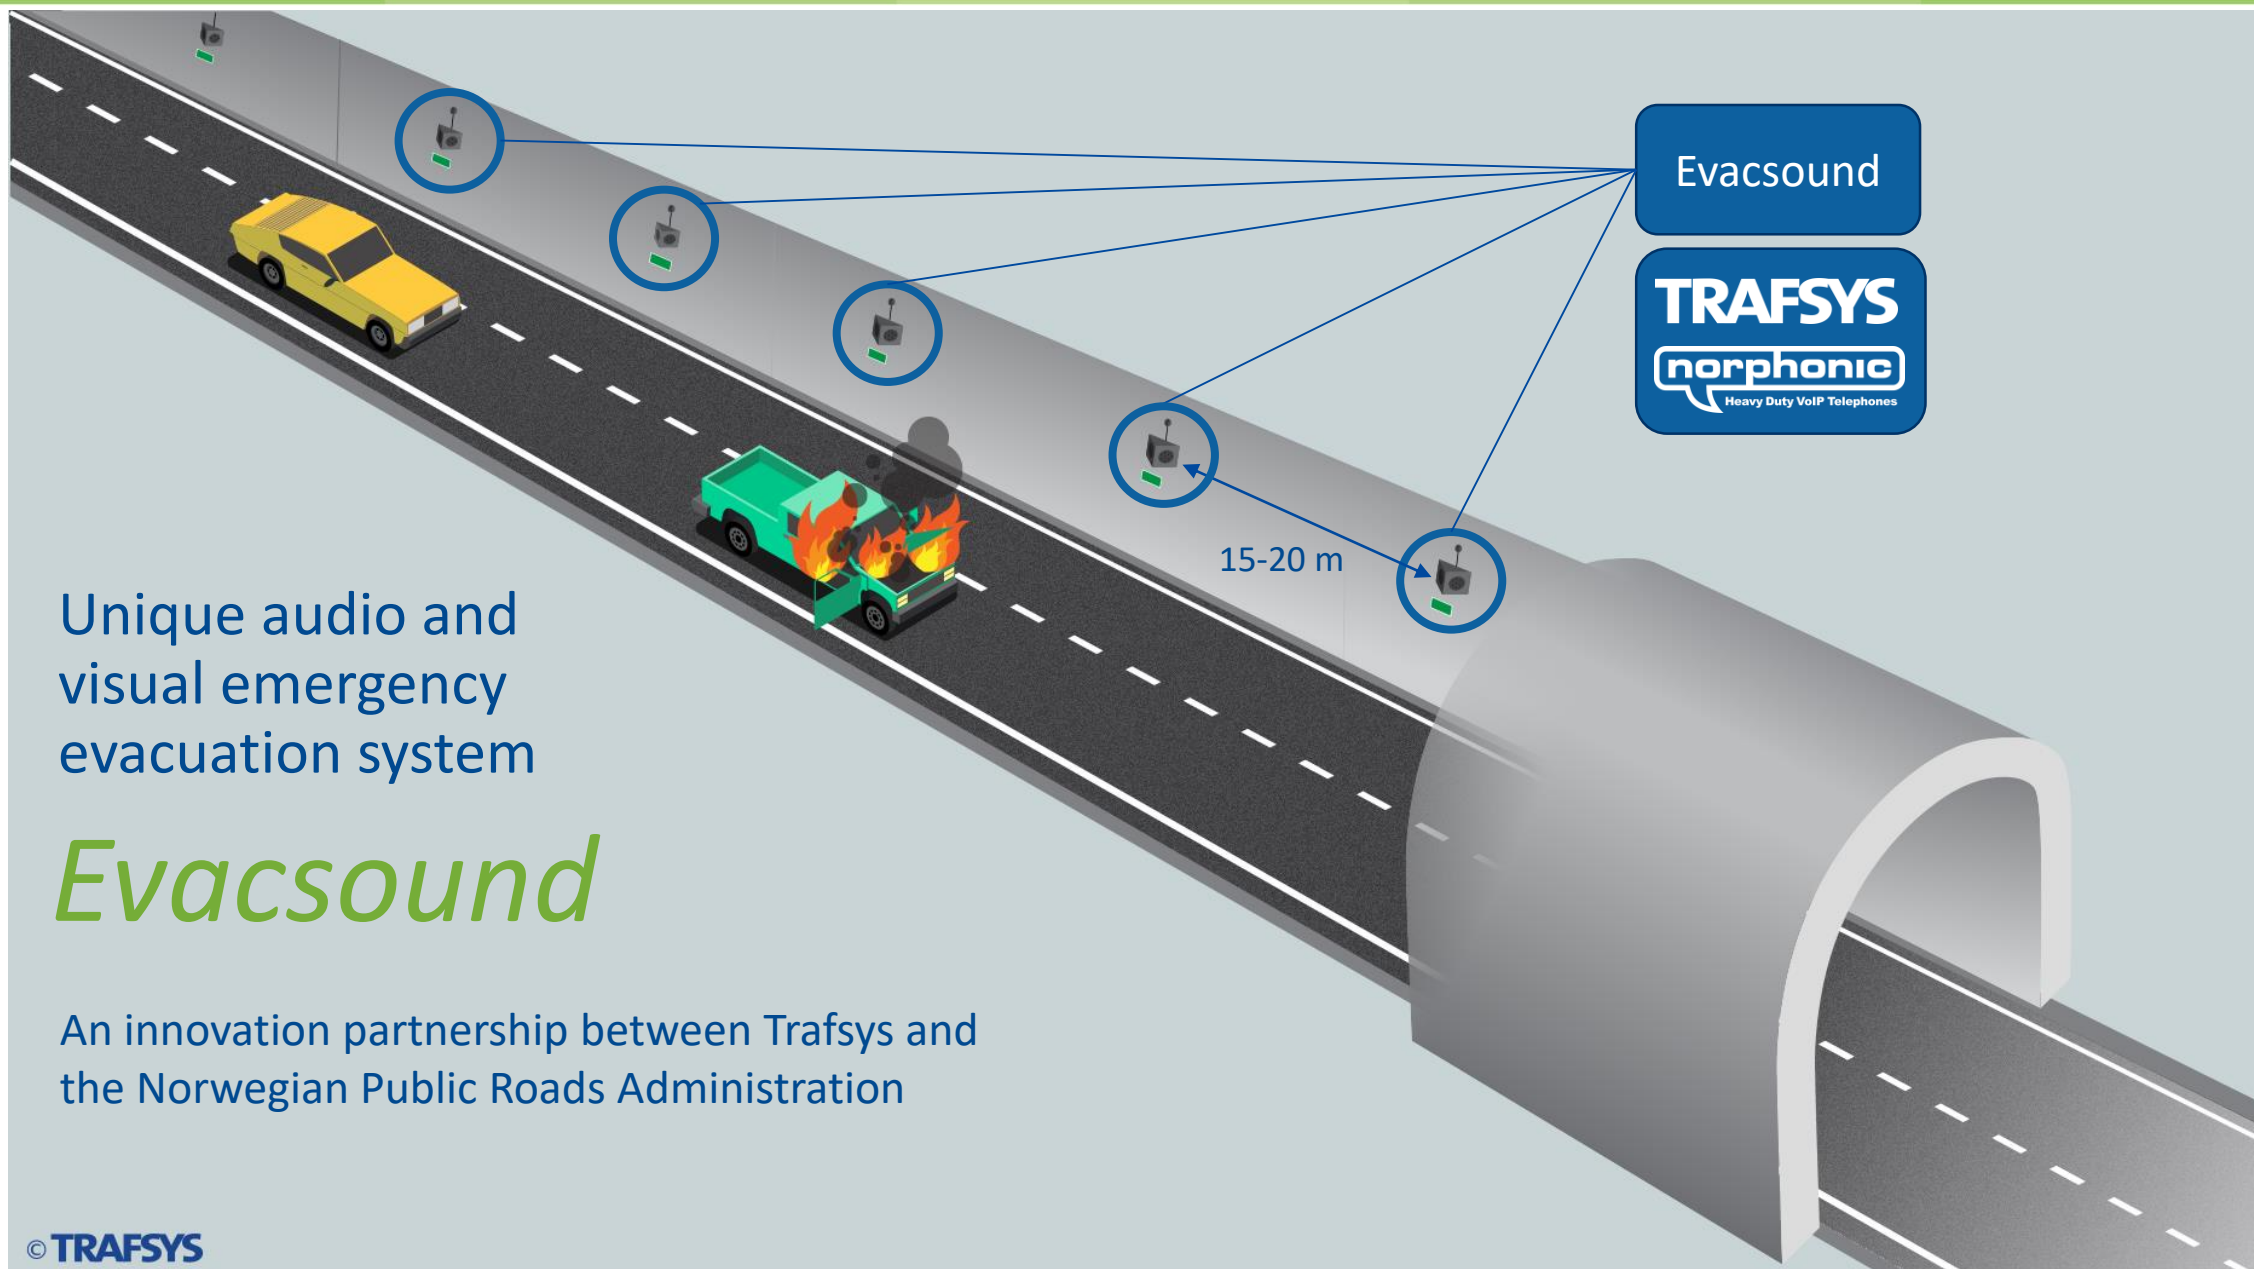 Evacsound
TRAFSYS
norphonic
Heavy Duty VoIP Telephones
15-20 m
Unique audio and
visual emergency
evacuation system
Evacsound
An innovation partnership between Trafsys and
the Norwegian Public Roads Administration
© TRAFSYS